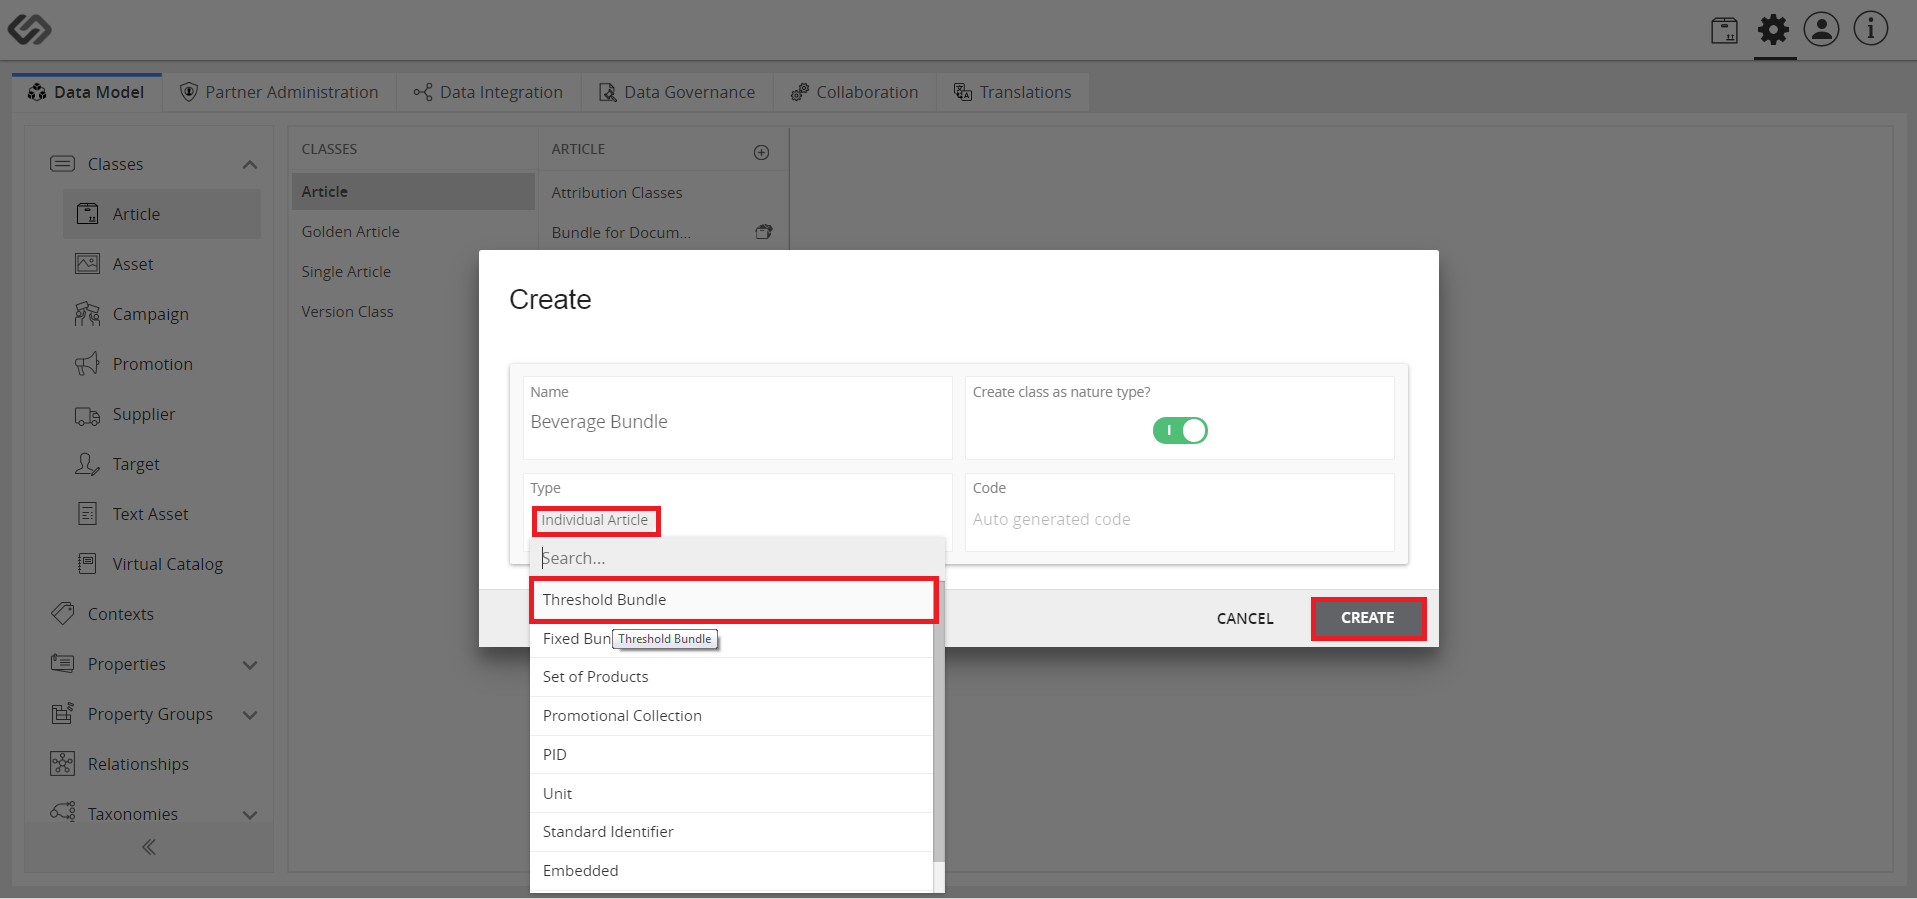 Data Model
Partner Administration
Data Integration
Data Governance
Collaboration
Translations
Classes
Article
Asset
Campaign
Promotion
Supplier
Target
Text Asset
Virtual Catalog
Contexts
Properties
Property Groups
Relationships
Taxonomies
CLASSES
Article
Golden Article
Single Article
Version Class
ARTICLE
Attribution Classes
Bundle for Docum...
Create
Name
Beverage Bundle
Create class as nature type?
Type
Individual Article
Code
Auto generated code
Search...
Threshold Bundle
Fixed Bun
Threshold Bundle
Set of Products
Promotional Collection
PID
Unit
Standard Identifier
Embedded
CANCEL
CREATE